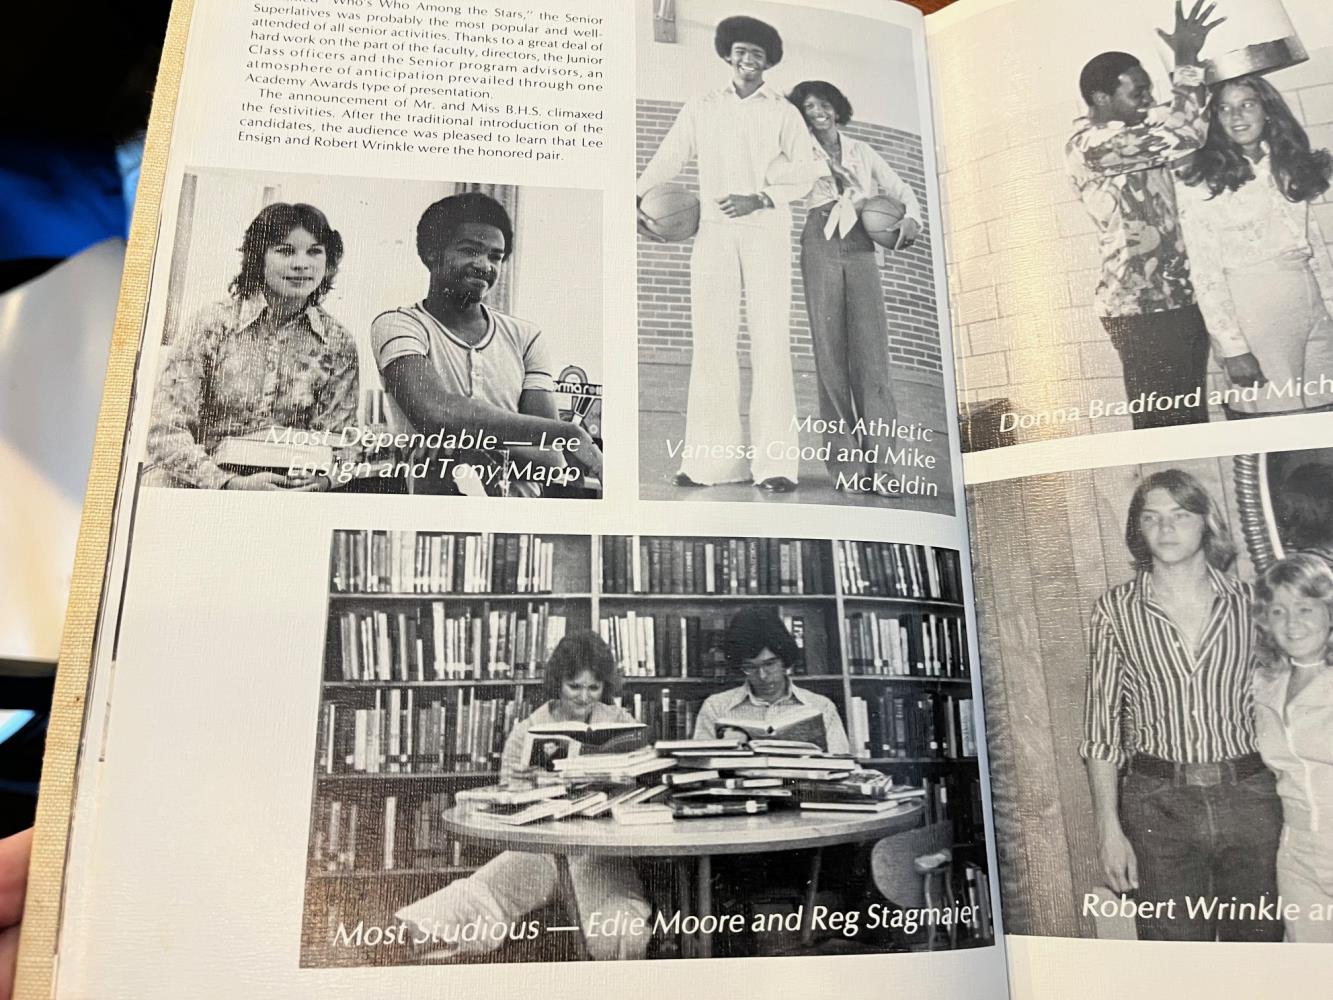 "Who's Who Among the Stars," the Senior
Superlatives was probably the most popular and well-
attended of all senior activities. Thanks to a great deal of
hard work on the part of the faculty, directors, the Junior
Class officers and the Senior program advisors, an
atmosphere of anticipation prevailed through one
Academy Awards type of presentation.
The announcement of Mr. and Miss B.H.S. climaxed
the festivities. After the traditional introduction of the
candidates, the audience was pleased to learn that Lee
Ensign and Robert Wrinkle were the honored pair.
Most Dependable — Lee
Ensign and Tony Mapp
Most Athletic
Vanessa Good and Mike
McKeldin
Most Studious — Edie Moore and Reg Stagmaier
Donna Bradford and Mich
Robert Wrinkle ar